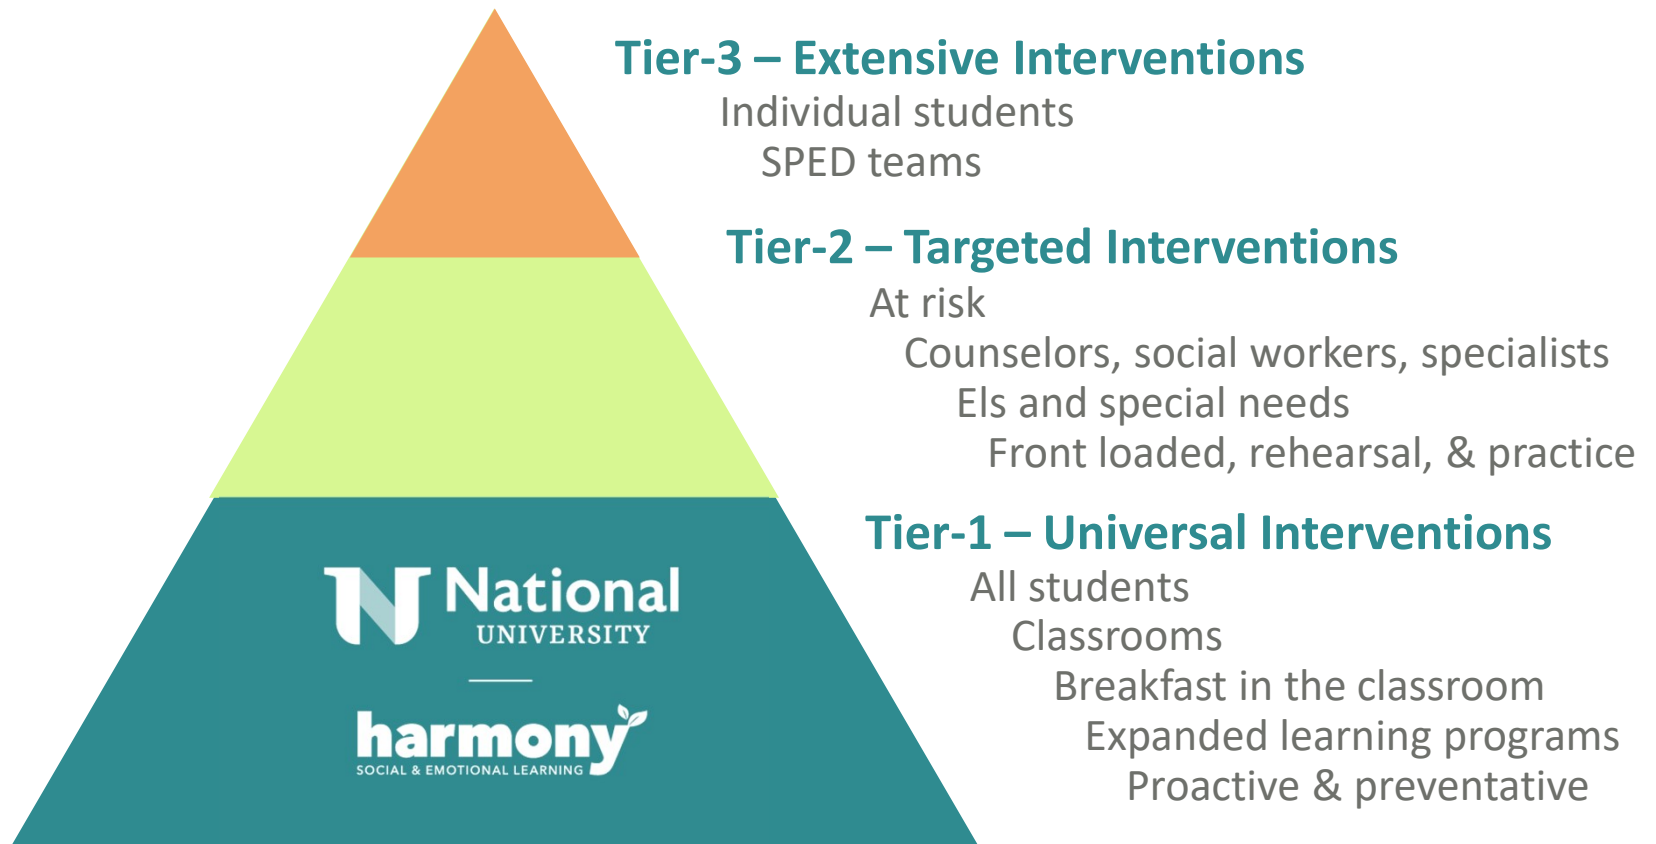 Tier-3 – Extensive Interventions
Individual students
SPED teams
Tier-2 – Targeted Interventions
At risk
Counselors, social workers, specialists
Els and special needs
Front loaded, rehearsal, & practice
Tier-1 – Universal Interventions
All students
Classrooms
Breakfast in the classroom
Expanded learning programs
Proactive & preventative
N National
UNIVERSITY
harmony
SOCIAL & EMOTIONAL LEARNING